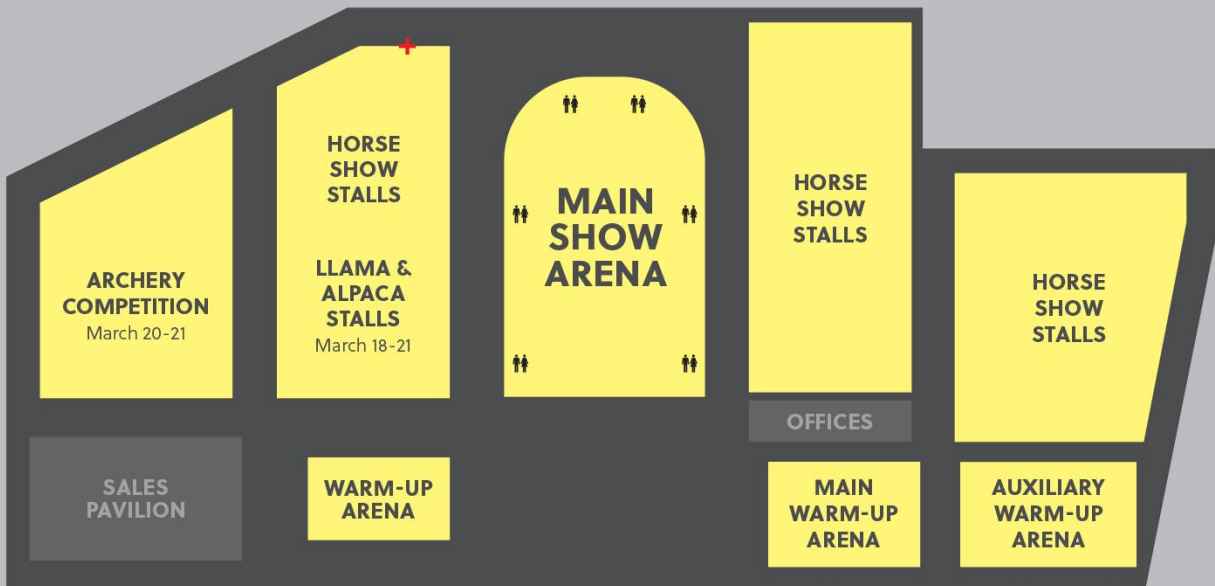 HORSE
SHOW
STALLS
LLAMA &
ALPACA
STALLS
March 18-21
ARCHERY
COMPETITION
March 20-21
MAIN
SHOW
ARENA
HORSE
SHOW
STALLS
HORSE
SHOW
STALLS
OFFICES
SALES
PAVILION
WARM-UP
ARENA
MAIN
WARM-UP
ARENA
AUXILIARY
WARM-UP
ARENA